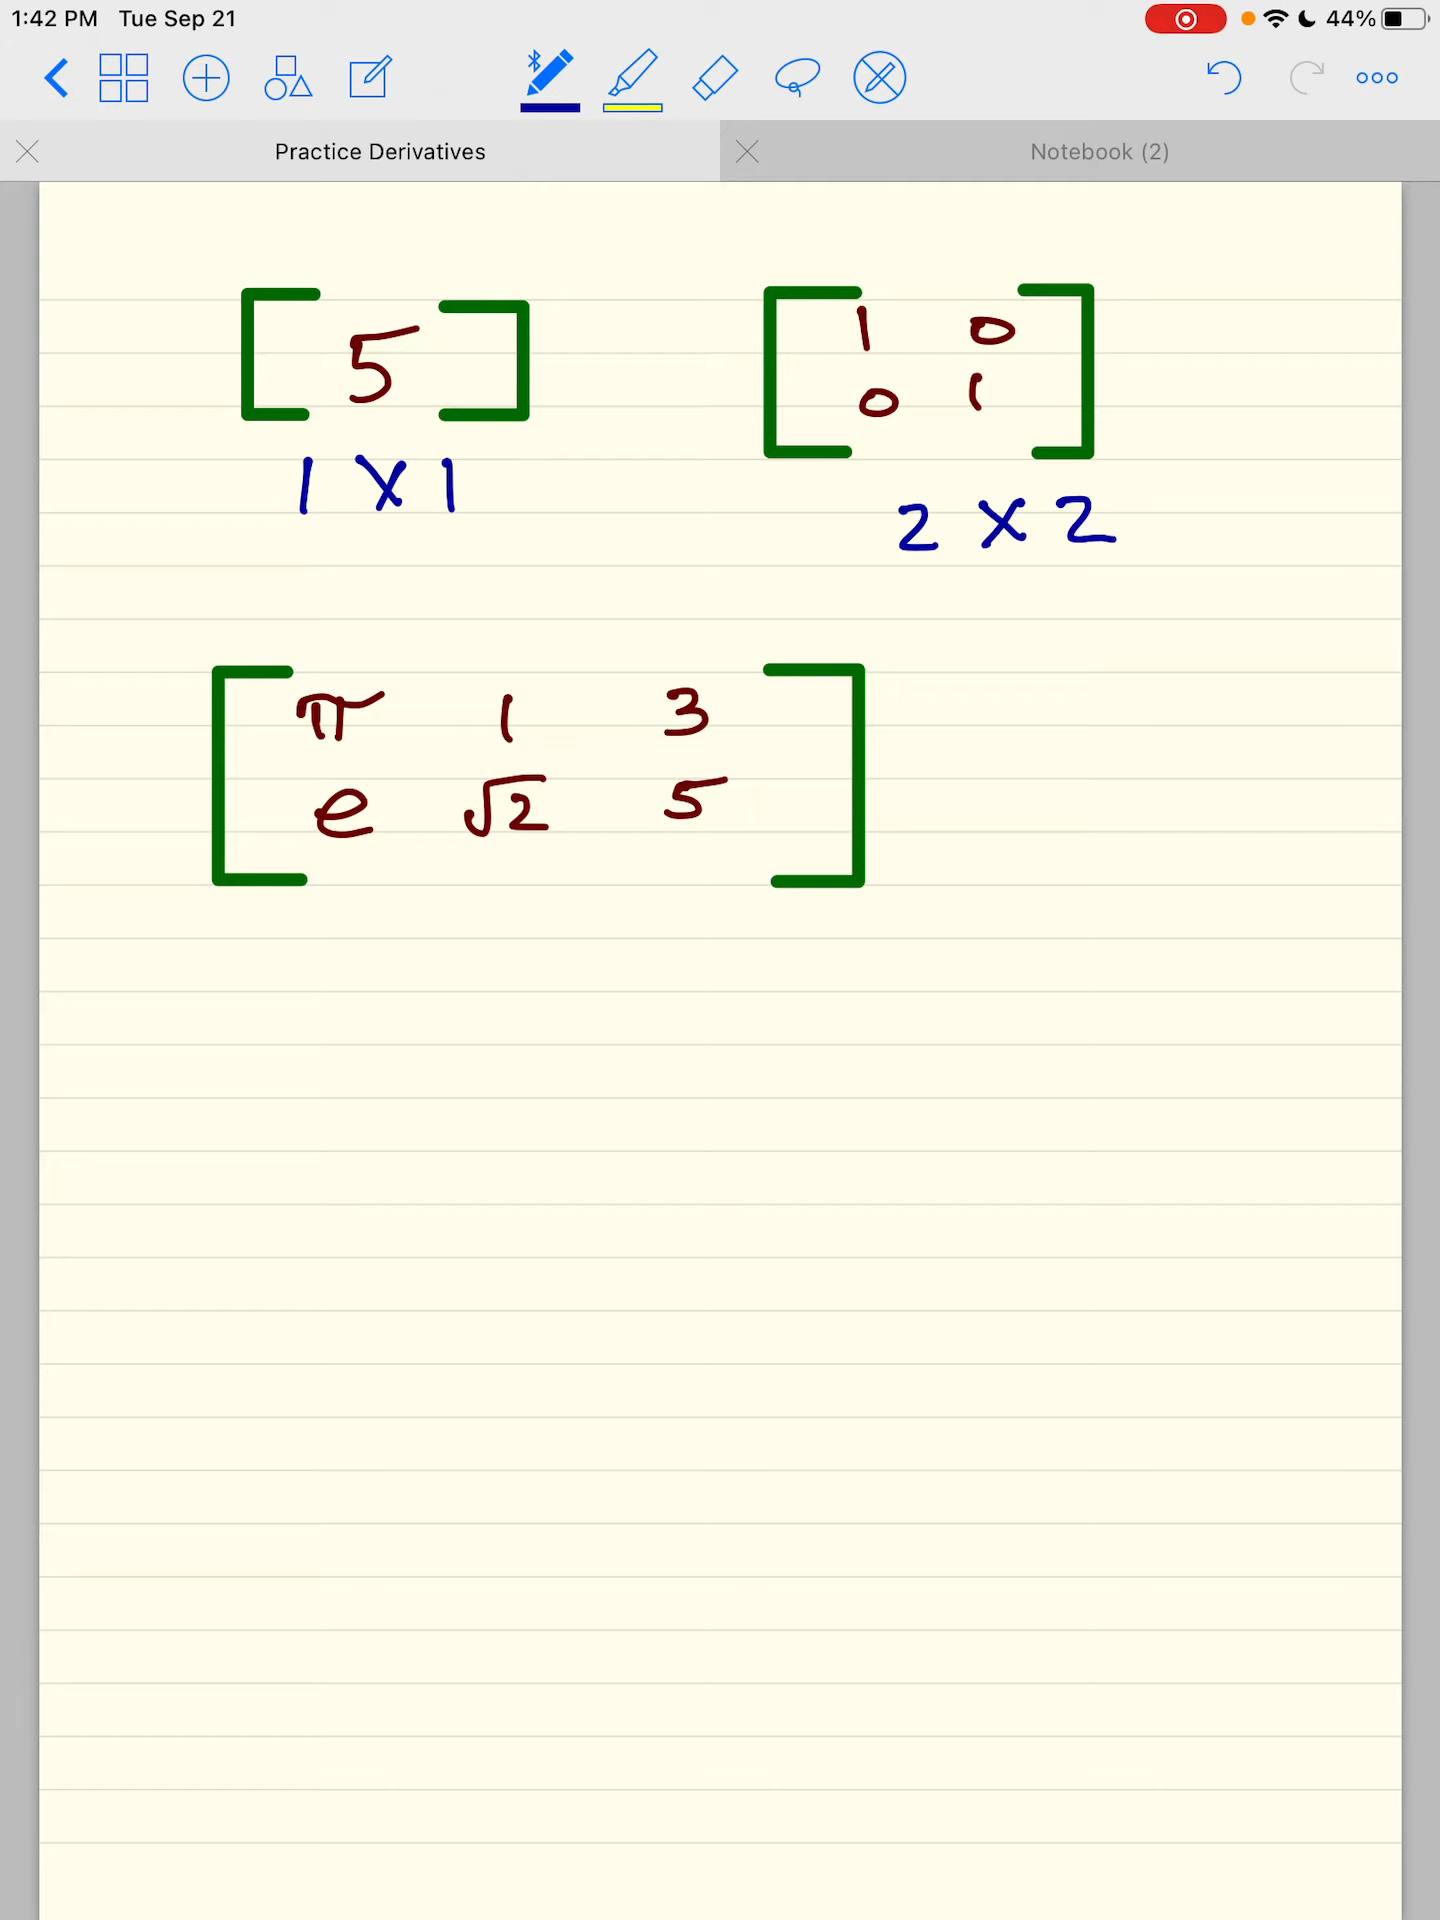 1:42 PM Tue Sep 21 44%
Practice Derivatives Notebook (2)
[ 5 ]
1 X 1
[ 1 0
0 1 ]
2 X 2
[ π 1 3
e √2 5 ]